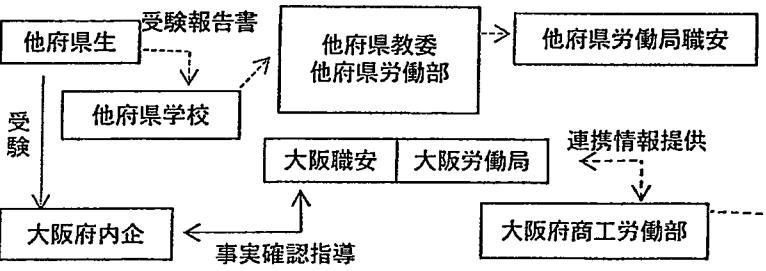 受験報告書
他府県生
他府県教委
他府県労働部
他府県労働局職安
他府県学校
受験
大阪職安
大阪労働局
連携情報提供
大阪府内企
大阪府商工労働部
事実確認指導